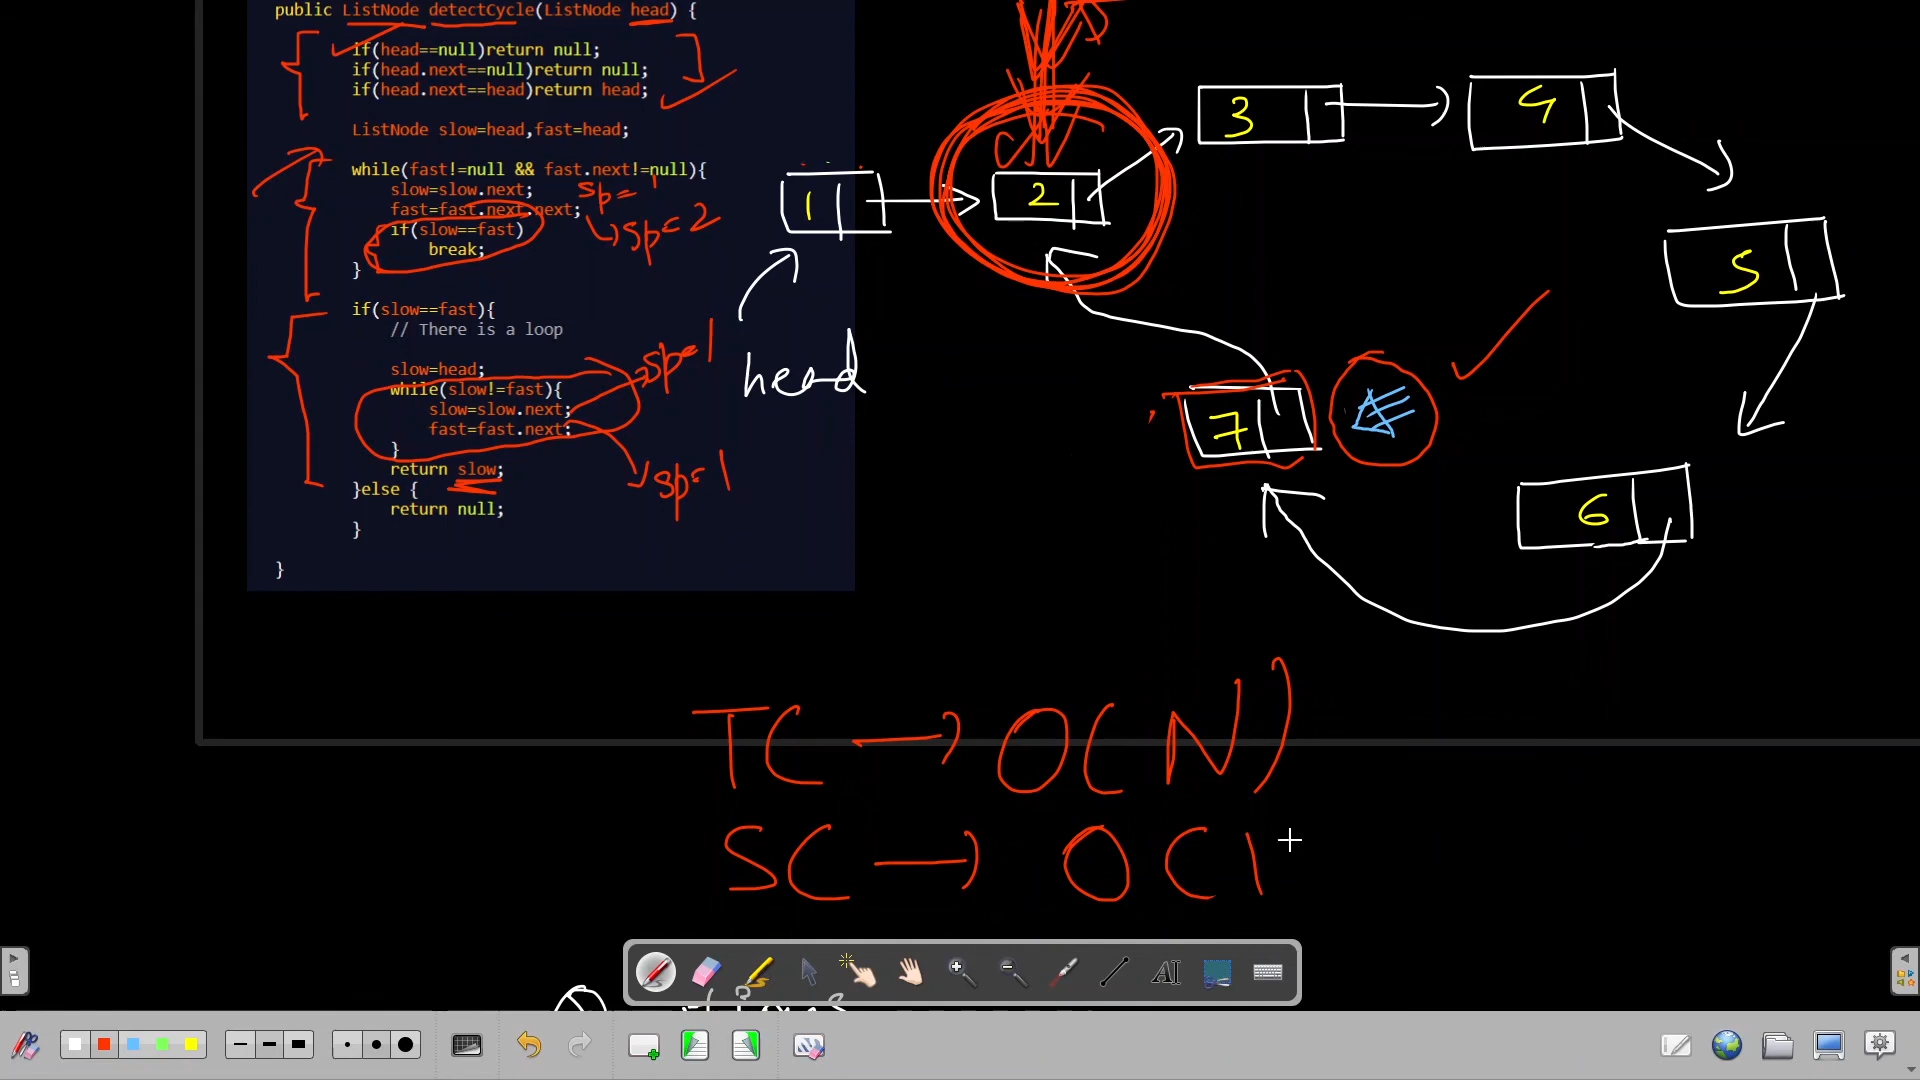 public ListNode detectCycle(ListNode head) {
if(head==null)return null;
if(head.next==null)return null;
if(head.next==head)return head;
ListNode slow=head,fast=head;
while(fast!=null && fast.next!=null){
slow=slow.next;
fast=fast.next.next;
if(slow==fast)
break;
}
if(slow==fast){
// There is a loop
slow=head;
while(slow!=fast){
slow=slow.next;
fast=fast.next;
}
return slow;
}else {
return null;
}
}
sp= 1
sp= 2
sp= 1
sp= 1
1
2
3
4
5
6
7
head
TC → O(N)
SC → O(1
AI